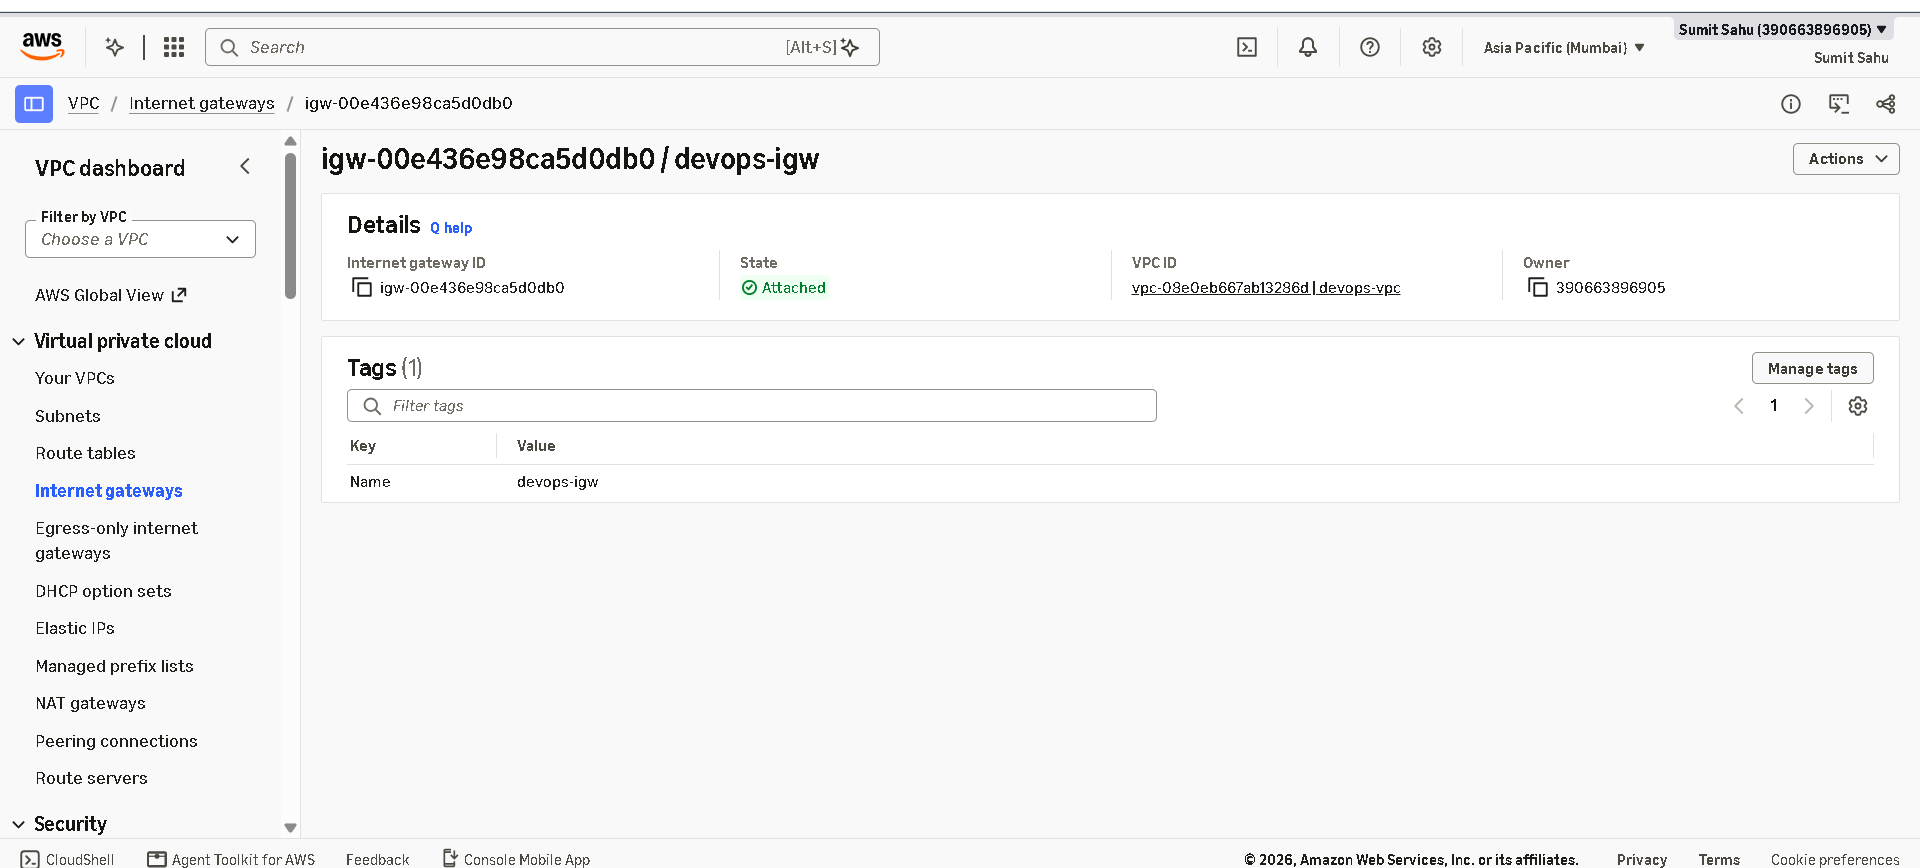 aws
Search [Alt+S]
Asia Pacific (Mumbai) ▼
Sumit Sahu (390663896905) ▼
Sumit Sahu
VPC / Internet gateways / igw-00e436e98ca5d0db0
VPC dashboard
Filter by VPC
Choose a VPC
AWS Global View
Virtual private cloud
Your VPCs
Subnets
Route tables
Internet gateways
Egress-only internet
gateways
DHCP option sets
Elastic IPs
Managed prefix lists
NAT gateways
Peering connections
Route servers
Security
igw-00e436e98ca5d0db0 / devops-igw
Actions
Details Q help
Internet gateway ID
igw-00e436e98ca5d0db0
State
Attached
VPC ID
vpc-08e0eb667ab13286d | devops-vpc
Owner
390663896905
Tags (1)
Manage tags
Filter tags
1
Key Value
Name devops-igw
CloudShell Agent Toolkit for AWS Feedback Console Mobile App
© 2026, Amazon Web Services, Inc. or its affiliates. Privacy Terms Cookie preferences